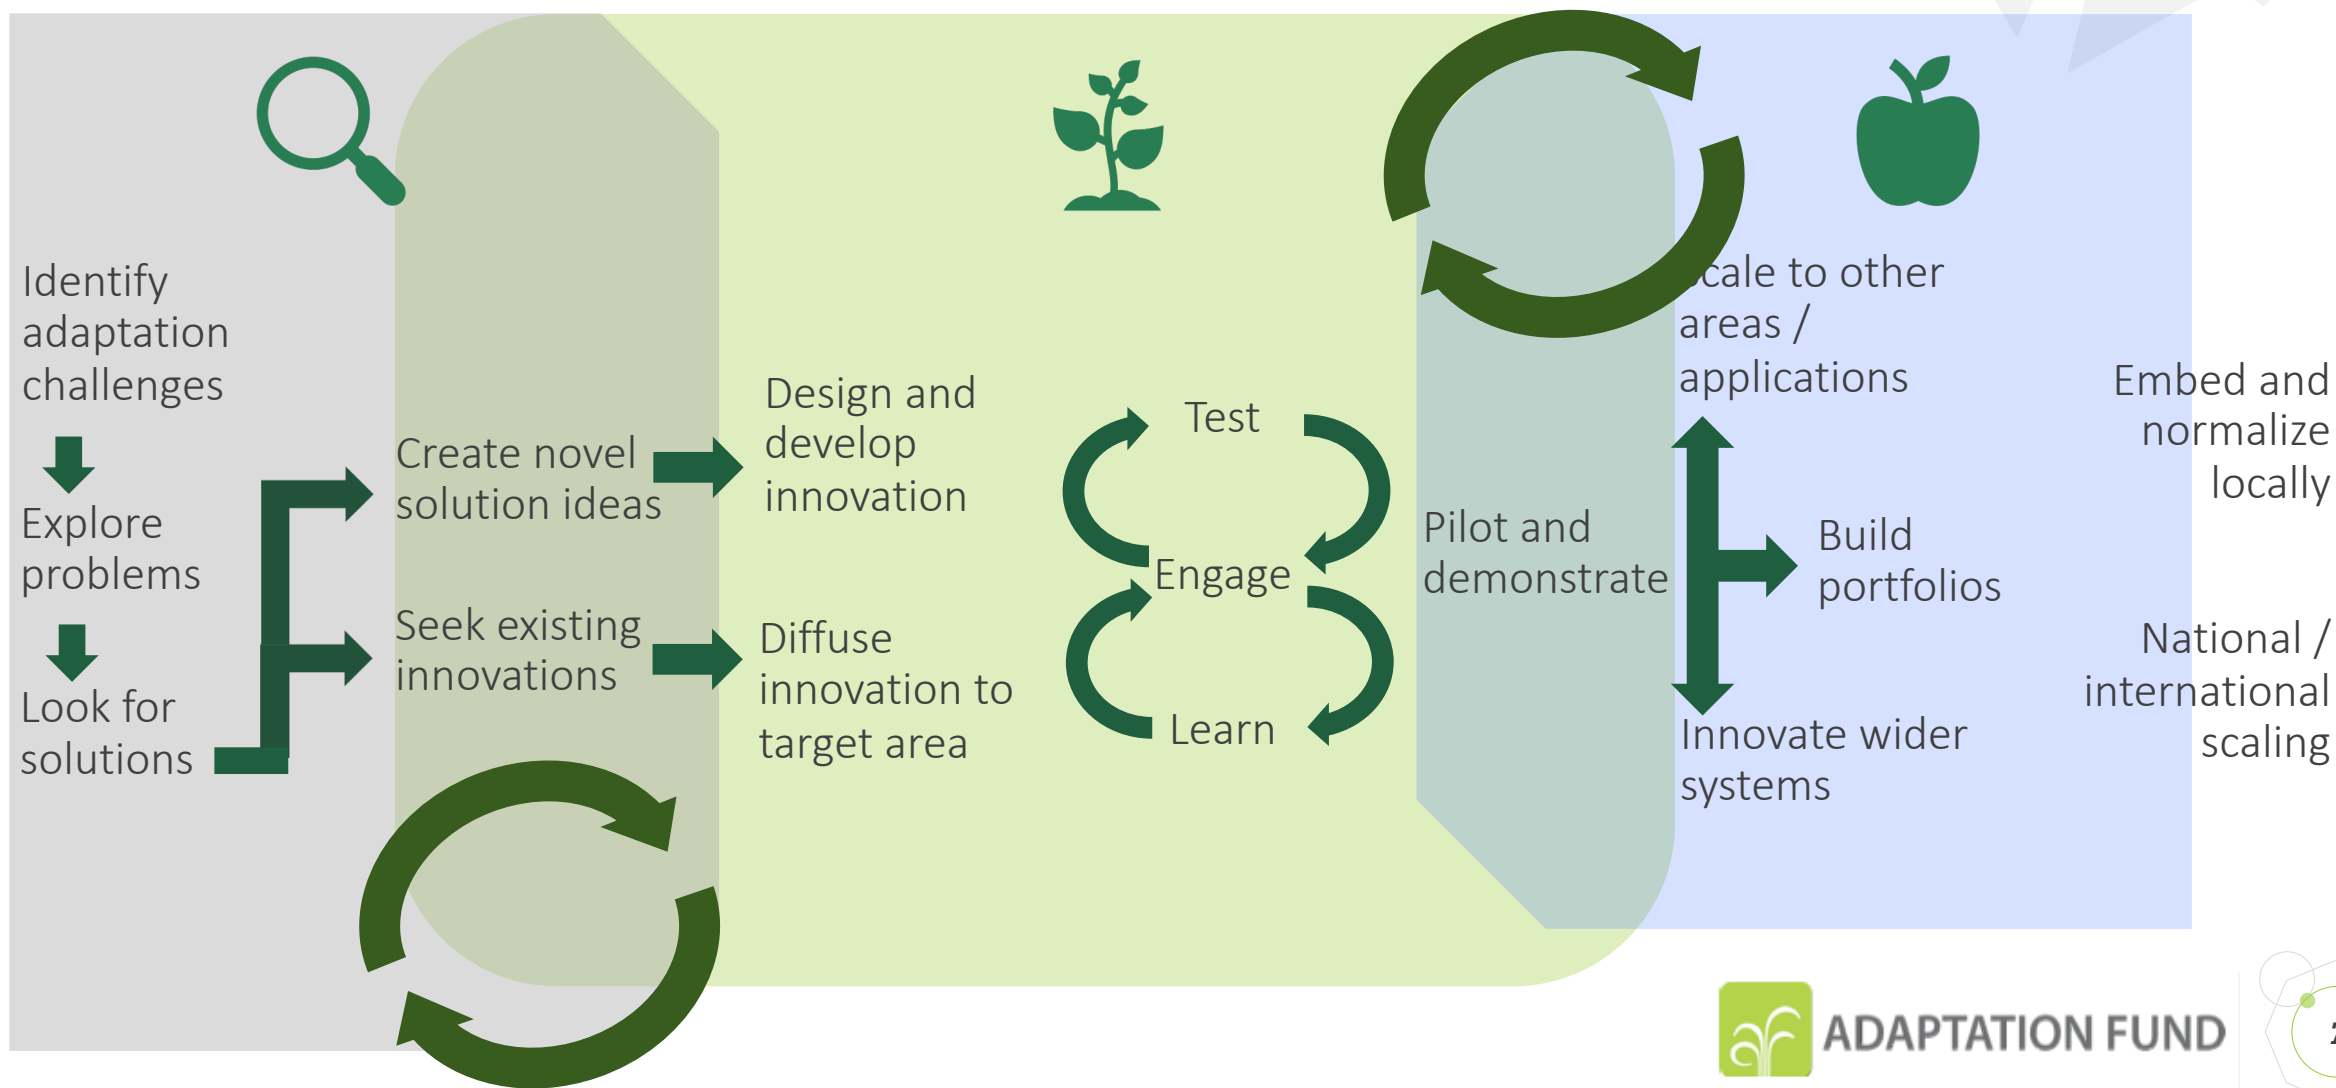 Identify
adaptation
challenges
Explore
problems
Look for
solutions
Create novel
solution ideas
Seek existing
innovations
Design and
develop
innovation
Diffuse
innovation to
target area
Test
Engage
Learn
Pilot and
demonstrate
cale to other
areas /
applications
Build
portfolios
Innovate wider
systems
Embed and
normalize
locally
National /
international
scaling
ADAPTATION FUND